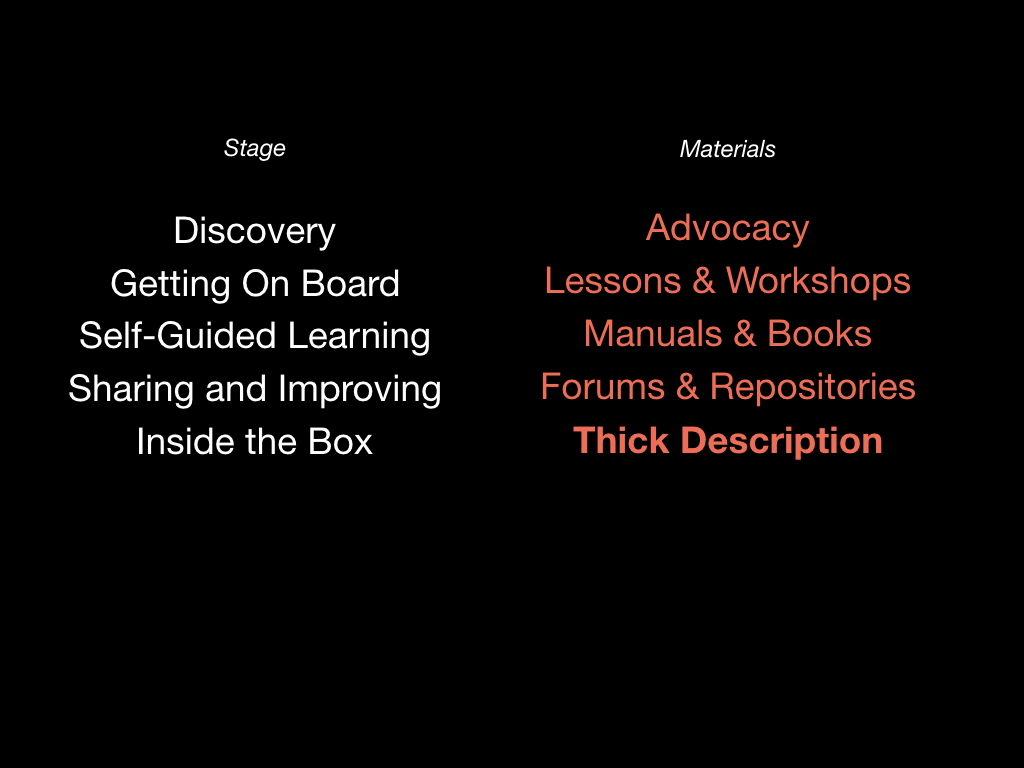 Stage
Materials
Discovery
Advocacy
Getting On Board
Lessons & Workshops
Self-Guided Learning
Manuals & Books
Sharing and Improving
Forums & Repositories
Inside the Box
Thick Description